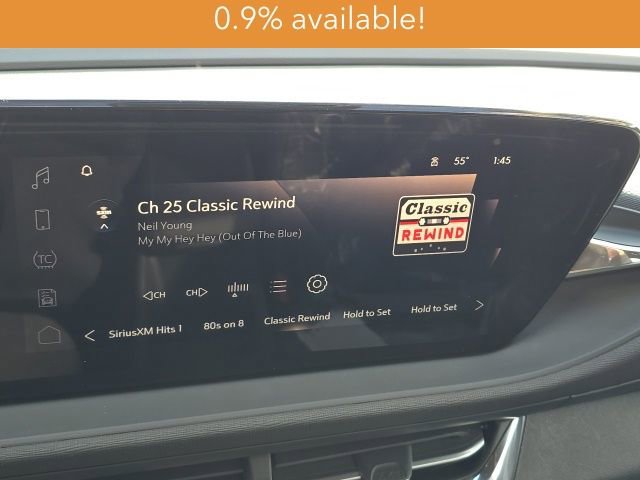 0.9% available!
55° 1:45
Ch 25 Classic Rewind
Neil Young
My My Hey Hey (Out Of The Blue)
Classic
REWIND
TC
◁CH CH▷
SiriusXM Hits 1 80s on 8 Classic Rewind Hold to Set Hold to Set